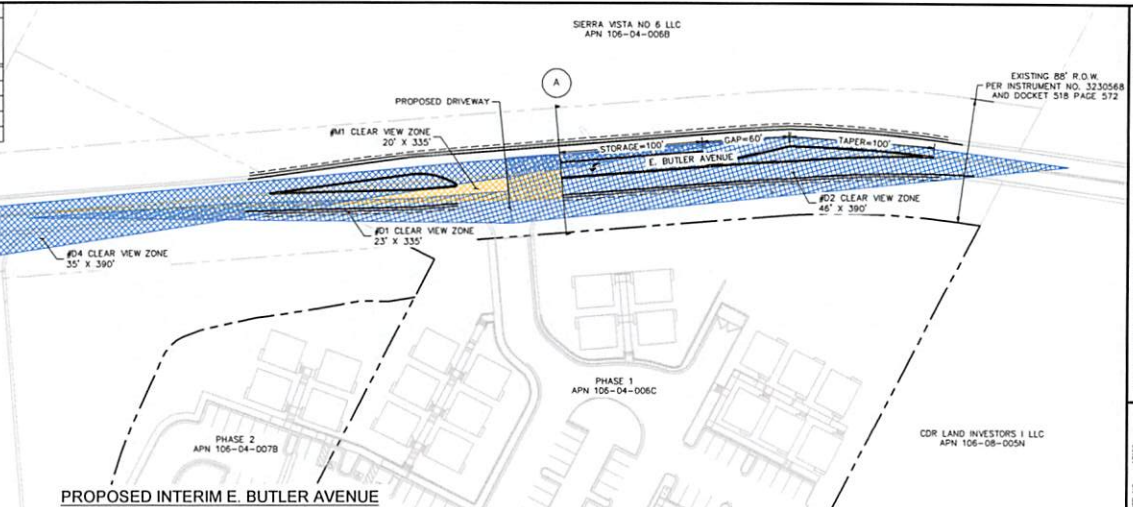 SIERRA VISTA NO 6 LLC
APN 106-04-006B
A
EXISTING 88' R.O.W.
PER INSTRUMENT NO. 3230568
AND DOCKET 518 PAGE 572
PROPOSED DRIVEWAY
#M1 CLEAR VIEW ZONE
20' X 335'
STORAGE=100'
GAP=60'
TAPER=100'
E. BUTLER AVENUE
#D2 CLEAR VIEW ZONE
46' X 390'
#D1 CLEAR VIEW ZONE
23' X 335'
#D4 CLEAR VIEW ZONE
35' X 390'
PHASE 1
APN 106-04-006C
PHASE 2
APN 106-04-007B
CDR LAND INVESTORS I LLC
APN 106-08-005N
PROPOSED INTERIM E. BUTLER AVENUE